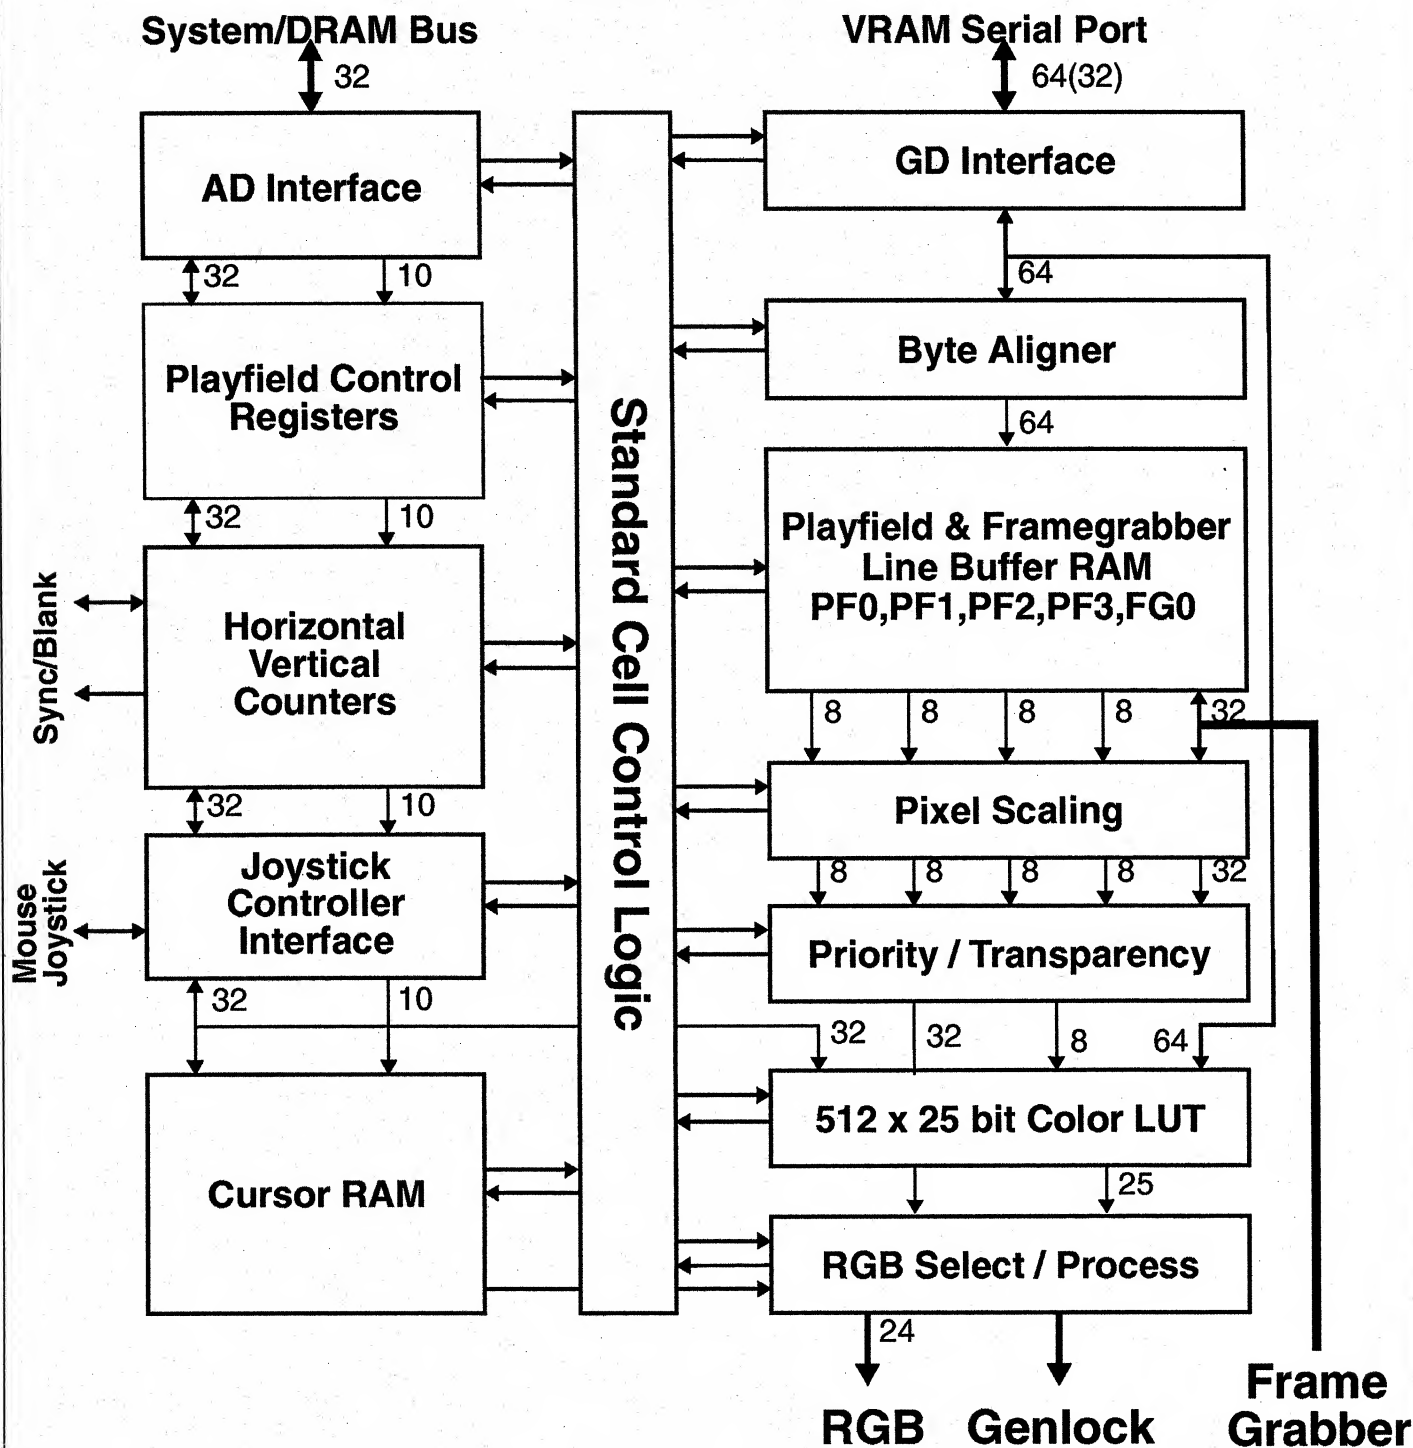 System/DRAM Bus
32
AD Interface
32
10
Playfield Control
Registers
32
10
Sync/Blank
Horizontal
Vertical
Counters
32
10
Mouse
Joystick
Joystick
Controller
Interface
32
10
Cursor RAM
Standard Cell Control Logic
VRAM Serial Port
64(32)
GD Interface
64
Byte Aligner
64
Playfield & Framegrabber
Line Buffer RAM
PF0,PF1,PF2,PF3,FG0
8
8
8
8
32
Pixel Scaling
8
8
8
8
32
Priority / Transparency
32
32
8
64
512 x 25 bit Color LUT
25
RGB Select / Process
24
RGB
Genlock
Frame
Grabber